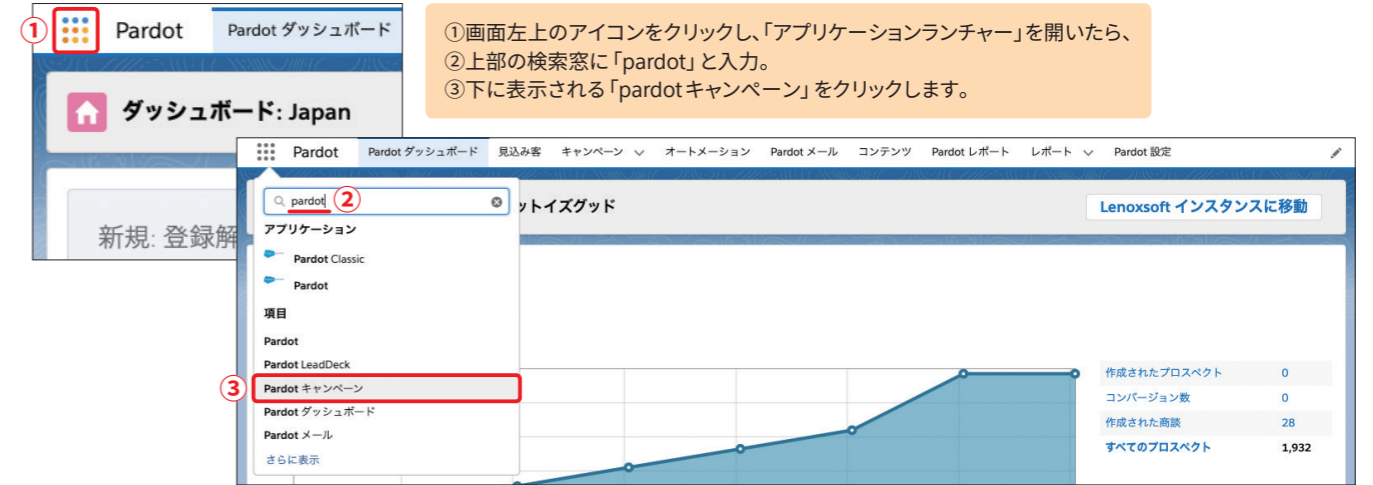 ①
Pardot
Pardot ダッシュボード
ダッシュボード: Japan
新規: 登録解
①画面左上のアイコンをクリックし、「アプリケーションランチャー」を開いたら、
②上部の検索窓に「pardot」と入力。
③下に表示される「pardotキャンペーン」をクリックします。
Pardot Pardot ダッシュボード 見込み客 キャンペーン オートメーション Pardot メール コンテンツ Pardot レポート レポート Pardot 設定
pardot ②
ットイズグッド
Lenoxsoft インスタンスに移動
アプリケーション
Pardot Classic
Pardot
項目
Pardot
Pardot LeadDeck
③ Pardot キャンペーン
Pardot ダッシュボード
Pardot メール
さらに表示
作成されたプロスペクト 0
コンバージョン数 0
作成された商談 28
すべてのプロスペクト 1,932